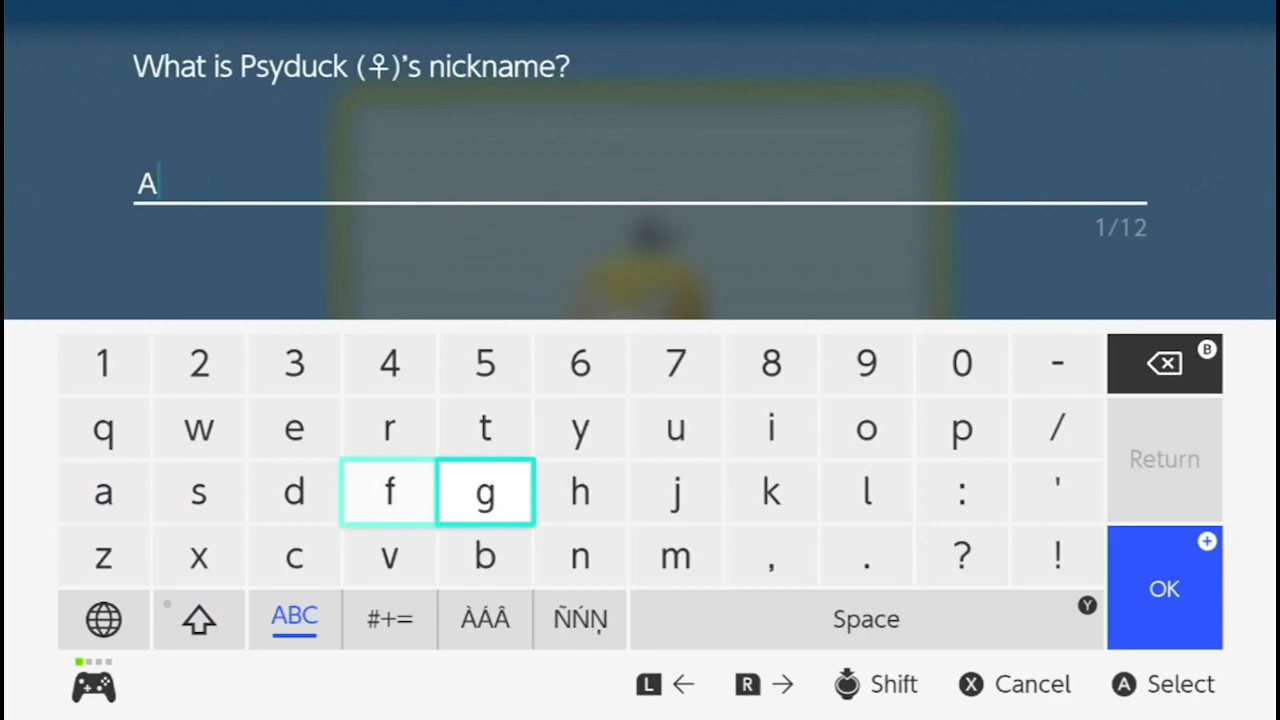 What is Psyduck (♀)'s nickname?
A
1/12
1 2 3 4 5 6 7 8 9 0 - B
q w e r t y u i o p / Return
a s d f g h j k l : '
z x c v b n m , . ? ! + OK
ABC #+= ÀÁÂ ÑŃŅ Space Y
L ← R → Shift X Cancel A Select